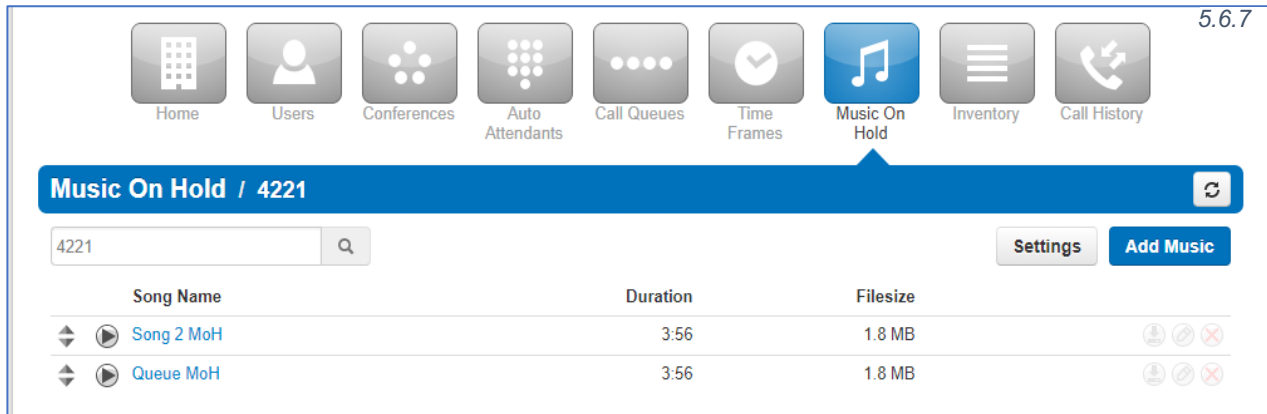 5.6.7
Home Users Conferences Auto Attendants Call Queues Time Frames Music On Hold Inventory Call History
Music On Hold / 4221
4221 Settings Add Music
Song Name Duration Filesize
Song 2 MoH 3:56 1.8 MB
Queue MoH 3:56 1.8 MB